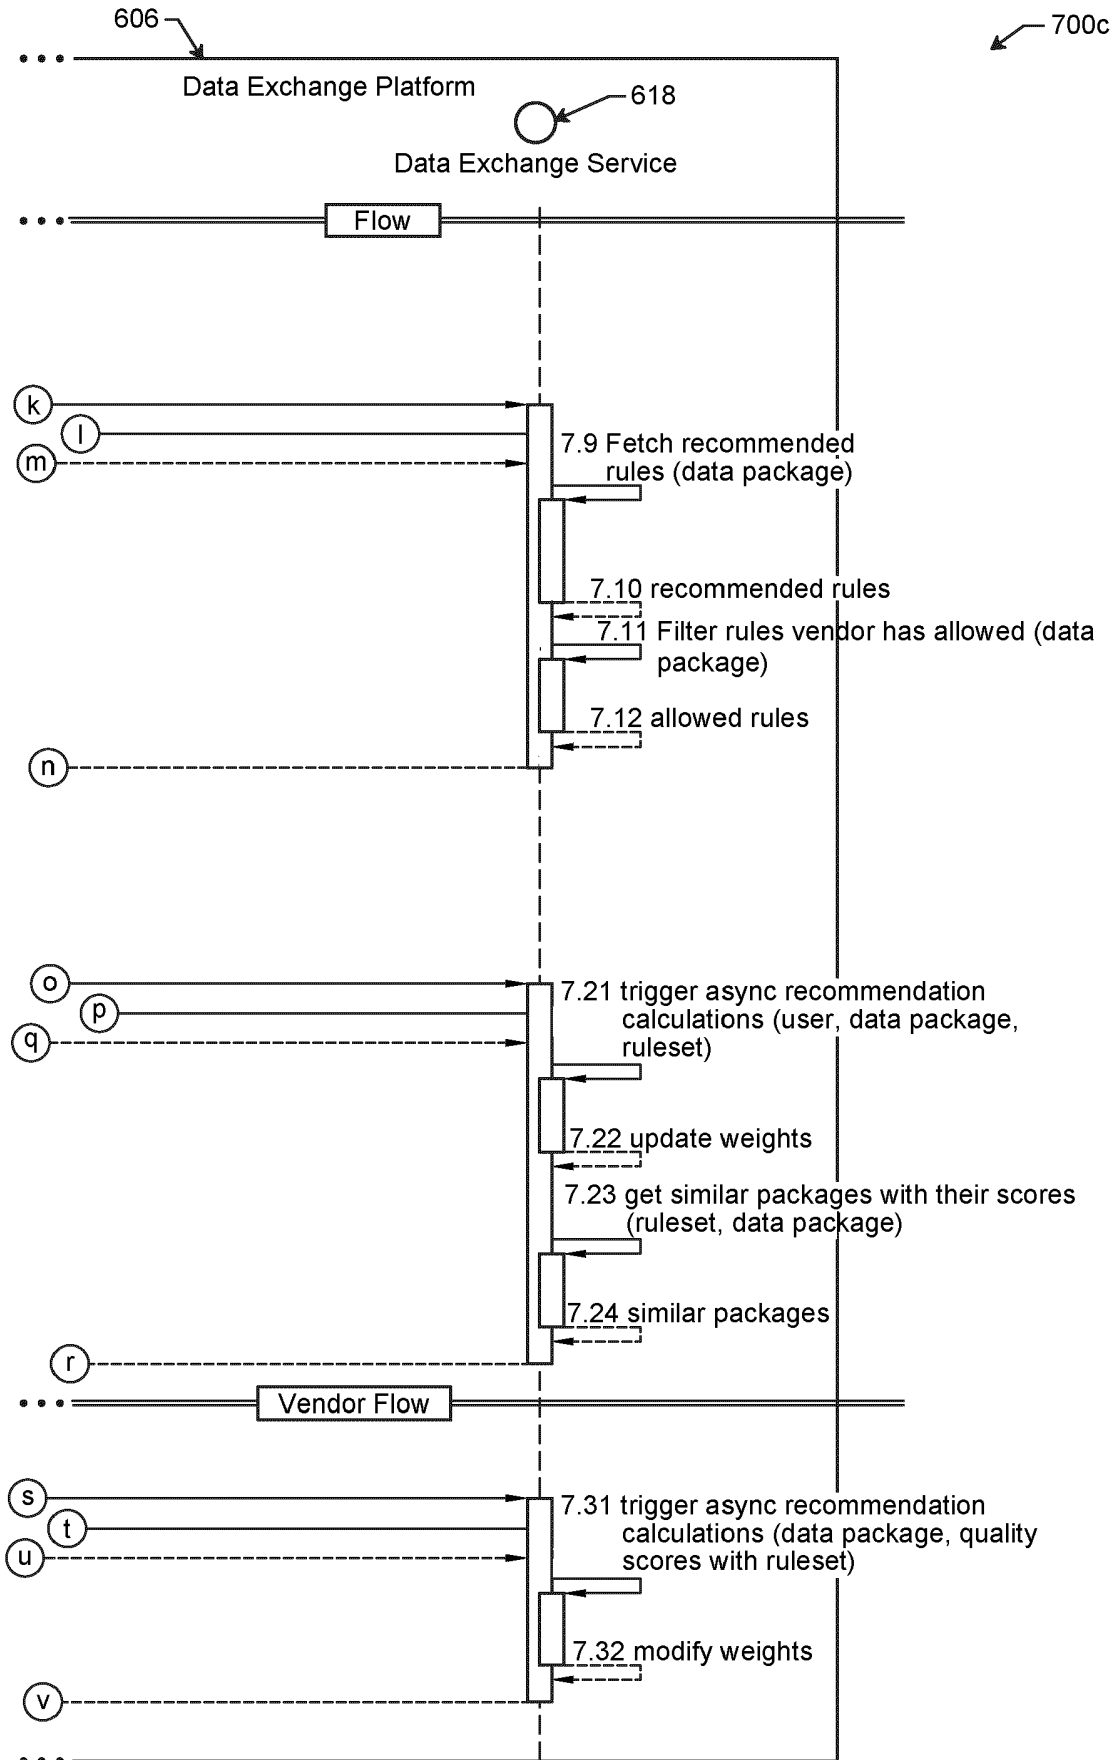 606
700c
Data Exchange Platform
618
Data Exchange Service
Flow
k
l
m
7.9 Fetch recommended
rules (data package)
7.10 recommended rules
7.11 Filter rules vendor has allowed (data
package)
7.12 allowed rules
n
o
p
q
7.21 trigger async recommendation
calculations (user, data package,
ruleset)
7.22 update weights
7.23 get similar packages with their scores
(ruleset, data package)
7.24 similar packages
r
Vendor Flow
s
t
u
7.31 trigger async recommendation
calculations (data package, quality
scores with ruleset)
7.32 modify weights
v